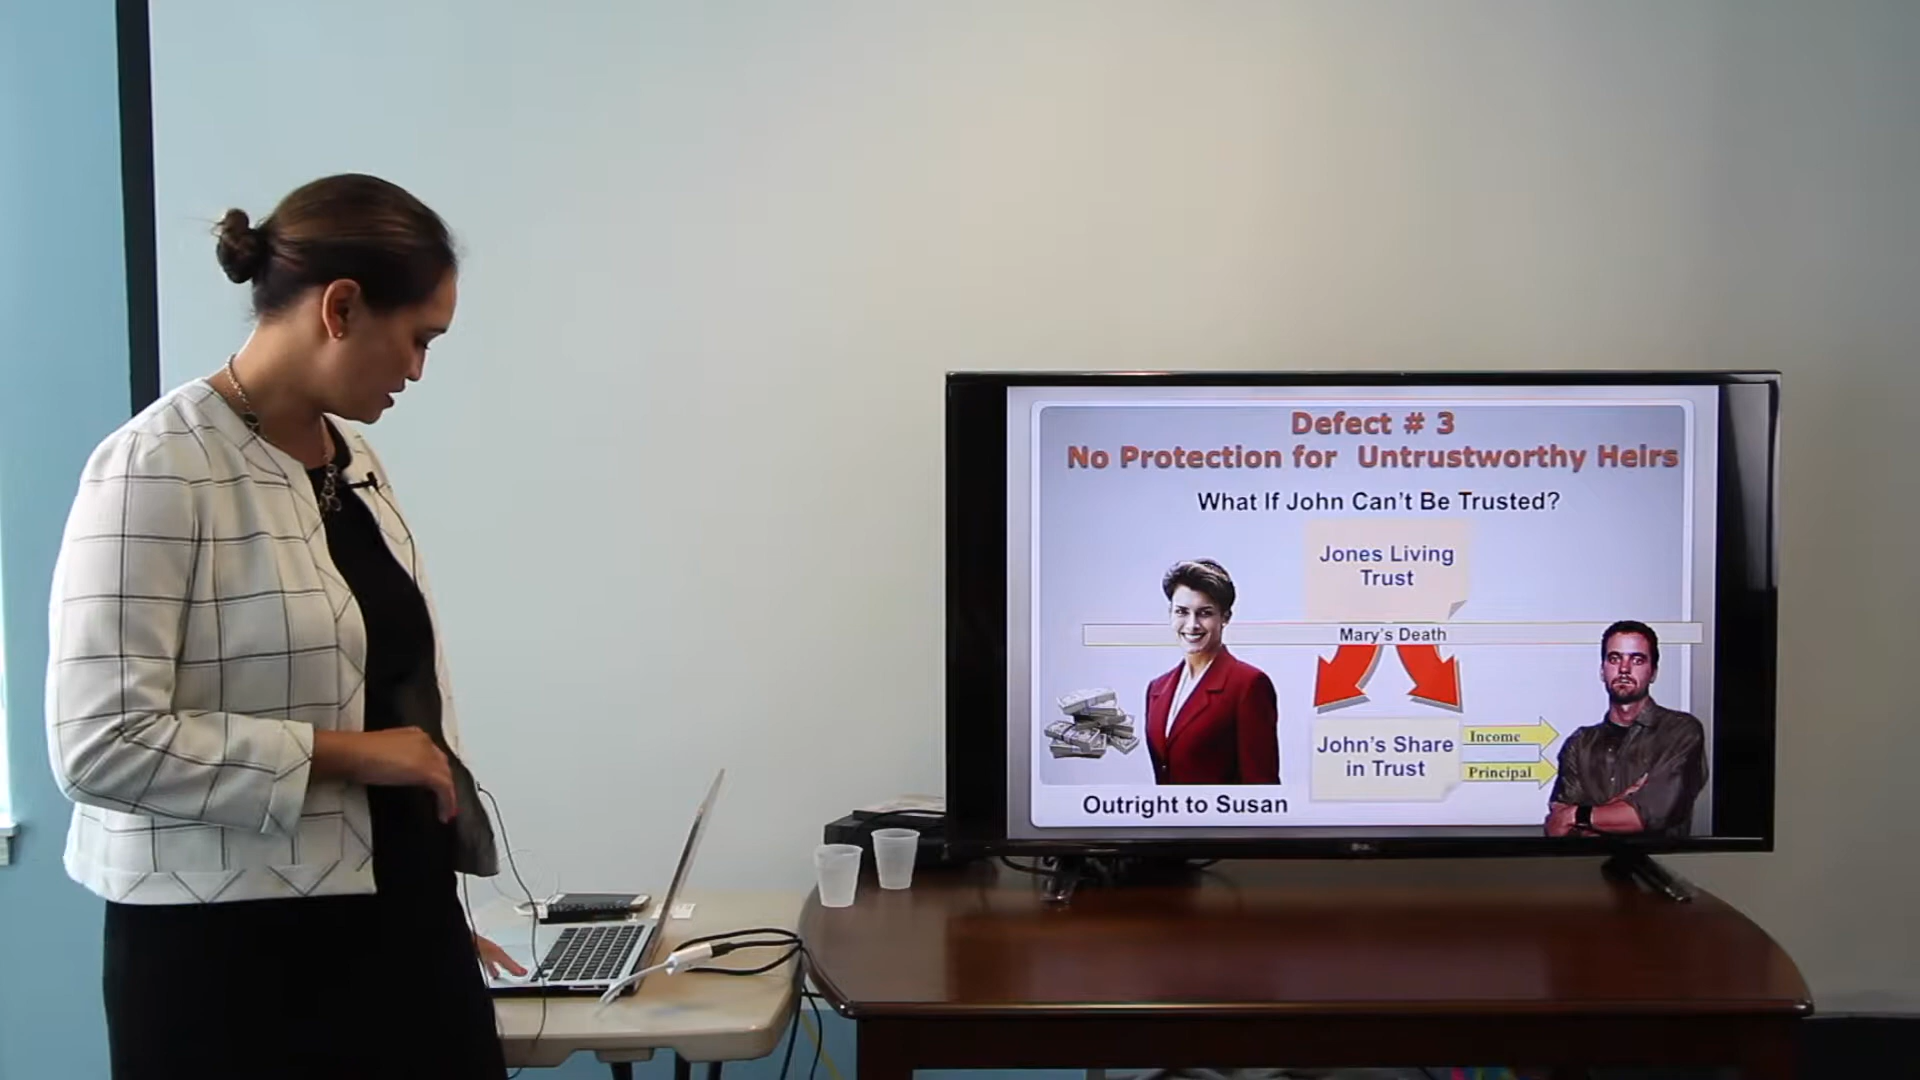 Defect # 3
No Protection for Untrustworthy Heirs
What If John Can't Be Trusted?
Jones Living
Trust
Mary's Death
John's Share
in Trust
Income
Principal
Outright to Susan